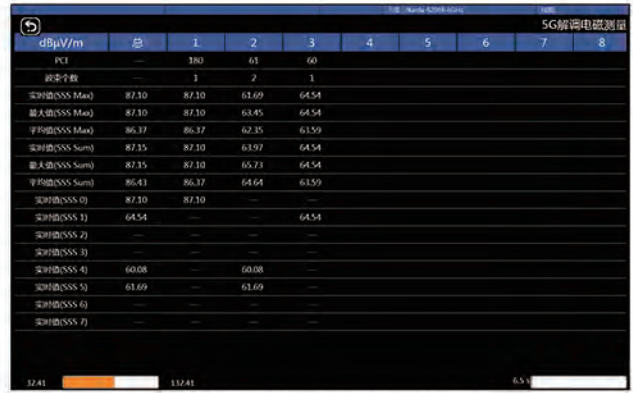 5G解调电磁测量
dBμV/m 总 1 2 3 4 5 6 7 8
PCI — 180 61 60
波束个数 — 1 2 1
实时值(SSS Max) 87.10 87.10 61.69 64.54
最大值(SSS Max) 87.10 87.10 63.45 64.54
平均值(SSS Max) 86.37 86.37 62.35 63.59
实时值(SSS Sum) 87.15 87.10 63.97 64.54
最大值(SSS Sum) 87.15 87.10 65.73 64.54
平均值(SSS Sum) 86.43 86.37 64.64 63.59
实时值(SSS 0) 87.10 87.10 — —
实时值(SSS 1) 64.54 — — 64.54
实时值(SSS 2) — — — —
实时值(SSS 3) — — — —
实时值(SSS 4) 60.08 — 60.08 —
实时值(SSS 5) 61.69 — 61.69 —
实时值(SSS 6) — — — —
实时值(SSS 7) — — — —
32.41 132.41 6.5 s